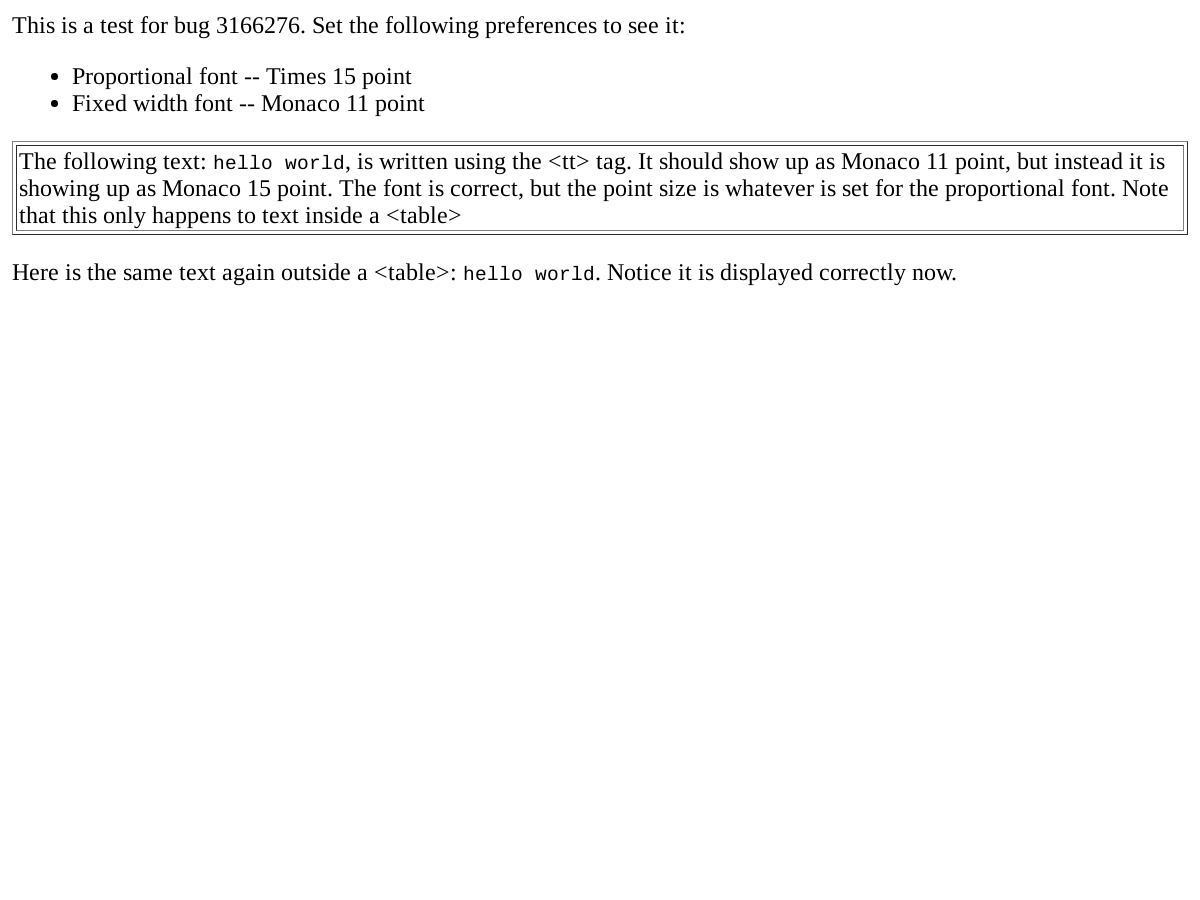 This is a test for bug 3166276. Set the following preferences to see it:
• Proportional font -- Times 15 point
• Fixed width font -- Monaco 11 point
The following text: hello world, is written using the <tt> tag. It should show up as Monaco 11 point, but instead it is
showing up as Monaco 15 point. The font is correct, but the point size is whatever is set for the proportional font. Note
that this only happens to text inside a <table>
Here is the same text again outside a <table>: hello world. Notice it is displayed correctly now.